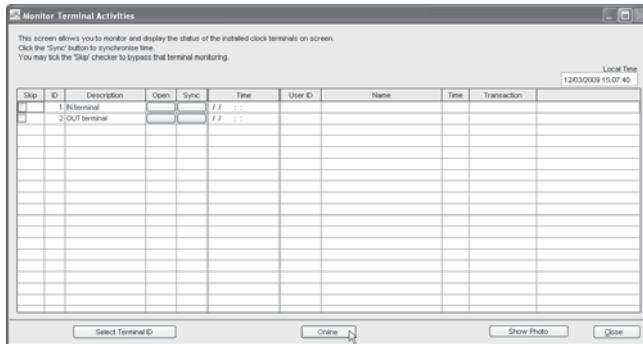 Monitor Terminal Activities
This screen allows you to monitor and display the status of the installed clock terminals on screen.
Click the 'Sync' button to synchronise time.
You may tick the 'Skip' checker to bypass that terminal monitoring.
Local Time
12/03/2009 15:07:40
Skip ID Description Open Sync Time User ID Name Time Transaction
1 IN terminal / / : :
2 OUT terminal / / : :
Select Terminal ID Online Show Photo Close